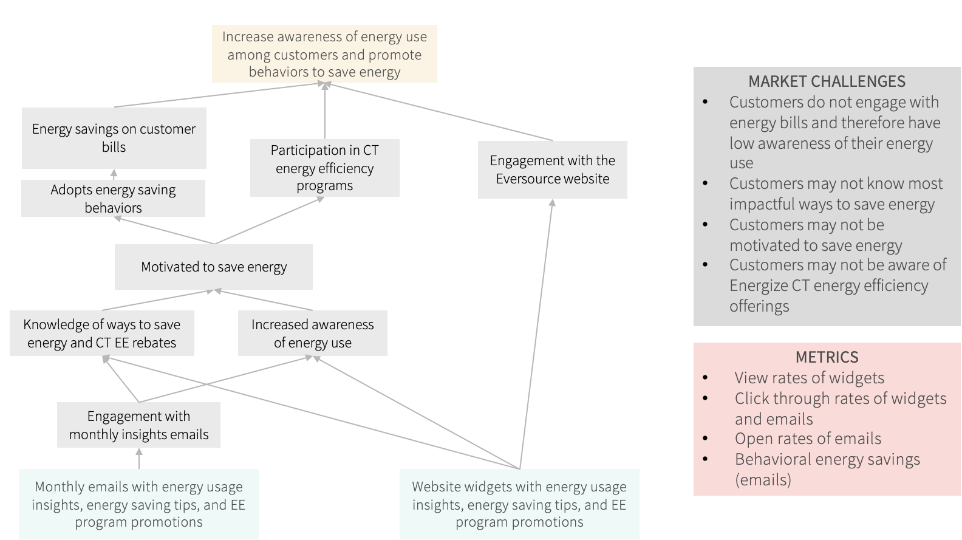 Increase awareness of energy use
among customers and promote
behaviors to save energy
Energy savings on customer
bills
Participation in CT
energy efficiency
programs
Engagement with the
Eversource website
Adopts energy saving
behaviors
Motivated to save energy
Knowledge of ways to save
energy and CT EE rebates
Increased awareness
of energy use
Engagement with
monthly insights emails
Monthly emails with energy usage
insights, energy saving tips, and EE
program promotions
Website widgets with energy usage
insights, energy saving tips, and EE
program promotions
MARKET CHALLENGES
• Customers do not engage with
energy bills and therefore have
low awareness of their energy
use
• Customers may not know most
impactful ways to save energy
• Customers may not be
motivated to save energy
• Customers may not be aware of
Energize CT energy efficiency
offerings
METRICS
• View rates of widgets
• Click through rates of widgets
and emails
• Open rates of emails
• Behavioral energy savings
(emails)